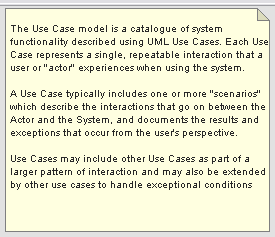 The Use Case model is a catalogue of system
functionality described using UML Use Cases. Each Use
Case represents a single, repeatable interaction that a
user or "actor" experiences when using the system.
A Use Case typically includes one or more "scenarios"
which describe the interactions that go on between the
Actor and the System, and documents the results and
exceptions that occur from the user's perspective.
Use Cases may include other Use Cases as part of a
larger pattern of interaction and may also be extended
by other use cases to handle exceptional conditions